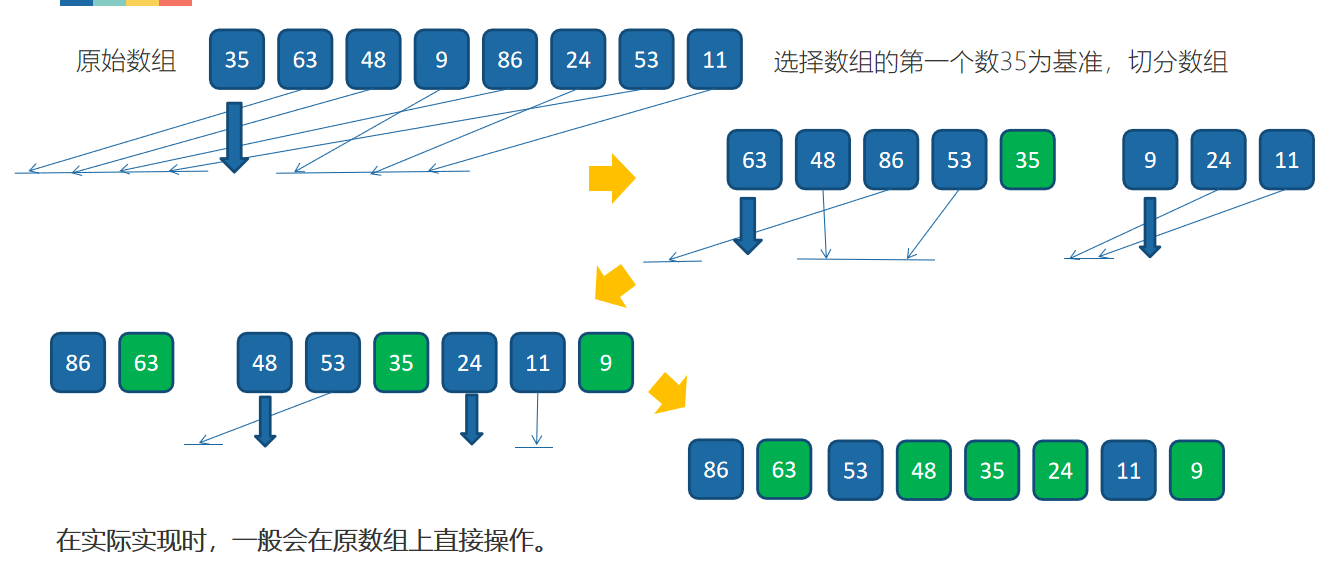 原始数组 35 63 48 9 86 24 53 11 选择数组的第一个数35为基准，切分数组
63 48 86 53 35 9 24 11
86 63 48 53 35 24 11 9
86 63 53 48 35 24 11 9
在实际实现时，一般会在原数组上直接操作。